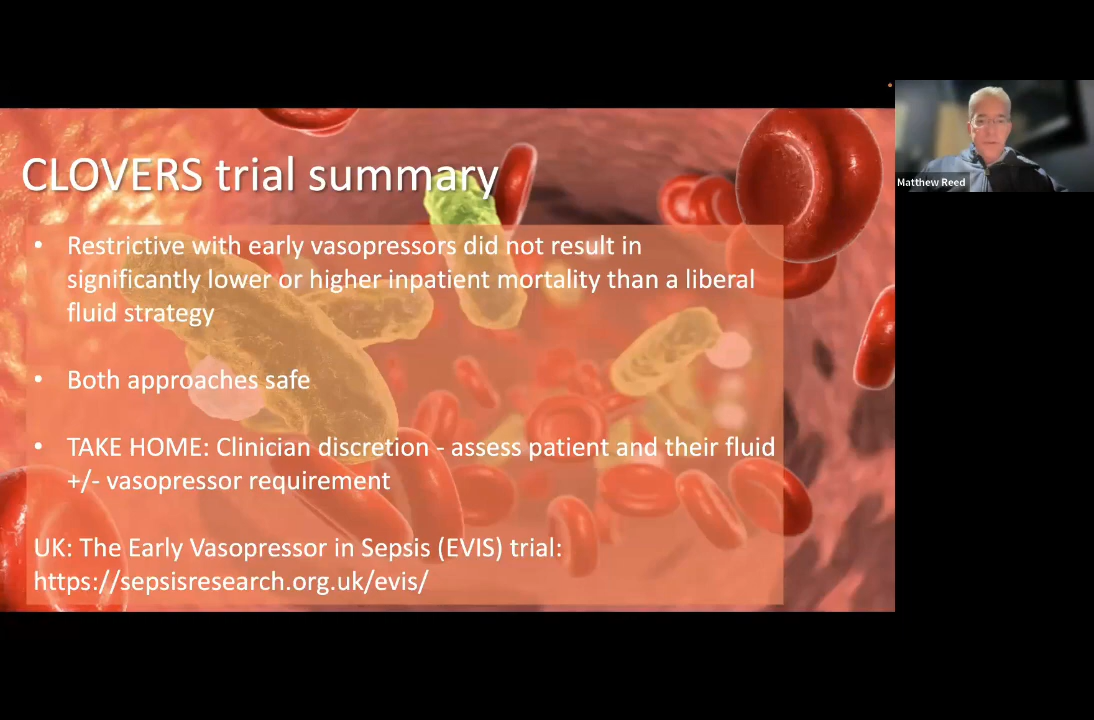 CLOVERS trial summary
• Restrictive with early vasopressors did not result in
significantly lower or higher inpatient mortality than a liberal
fluid strategy
• Both approaches safe
• TAKE HOME: Clinician discretion - assess patient and their fluid
+/- vasopressor requirement
UK: The Early Vasopressor in Sepsis (EVIS) trial:
https://sepsisresearch.org.uk/evis/
Matthew Reed